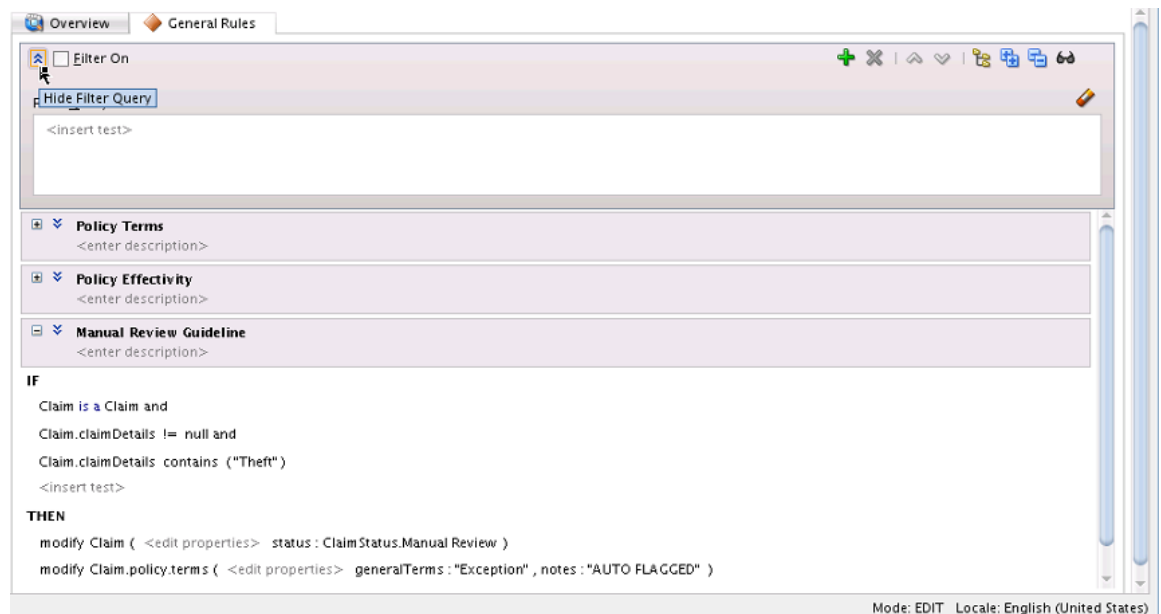 Overview
General Rules
Filter On
Hide Filter Query
<insert test>
Policy Terms
<enter description>
Policy Effectivity
<enter description>
Manual Review Guideline
<enter description>
IF
Claim is a Claim and
Claim.claimDetails != null and
Claim.claimDetails contains ("Theft")
<insert test>
THEN
modify Claim ( <edit properties> status : ClaimStatus.Manual Review )
modify Claim.policy.terms ( <edit properties> generalTerms : "Exception" , notes : "AUTO FLAGGED" )
Mode: EDIT Locale: English (United States)